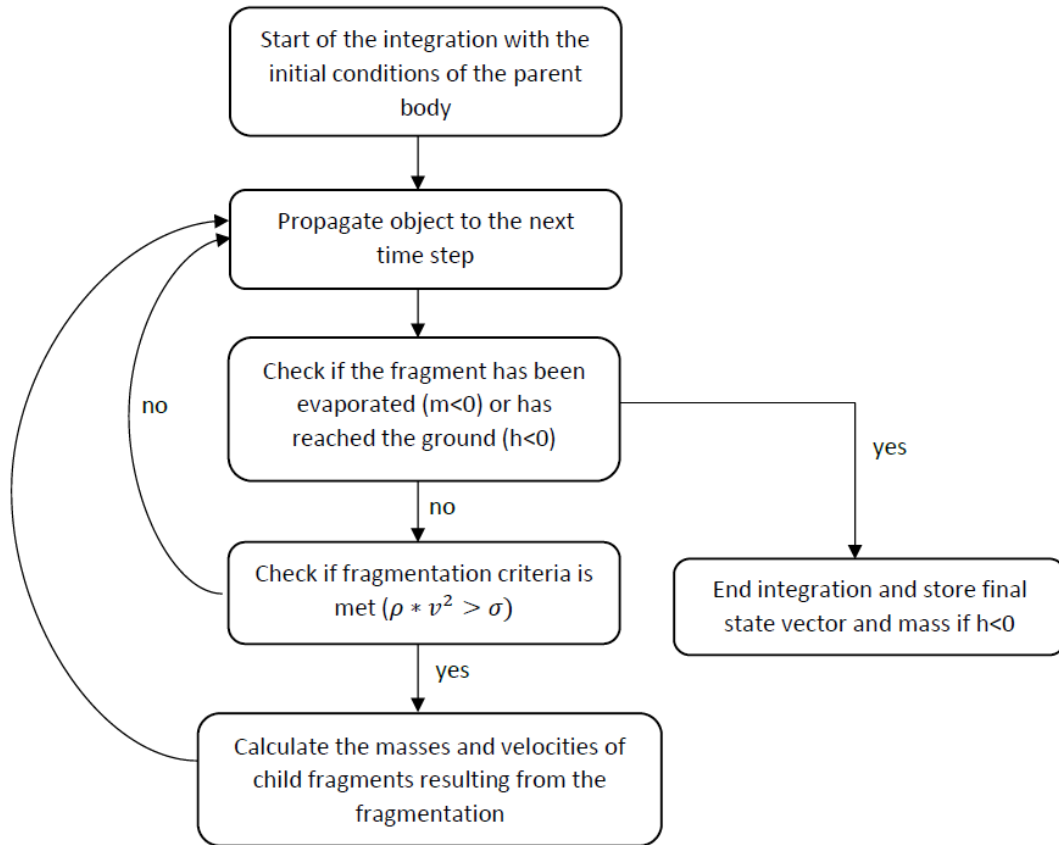 Start of the integration with the
initial conditions of the parent
body
Propagate object to the next
time step
Check if the fragment has been
evaporated (m<0) or has
reached the ground (h<0)
no
yes
no
Check if fragmentation criteria is
met (ρ ∗ v² > σ)
End integration and store final
state vector and mass if h<0
yes
Calculate the masses and velocities of
child fragments resulting from the
fragmentation